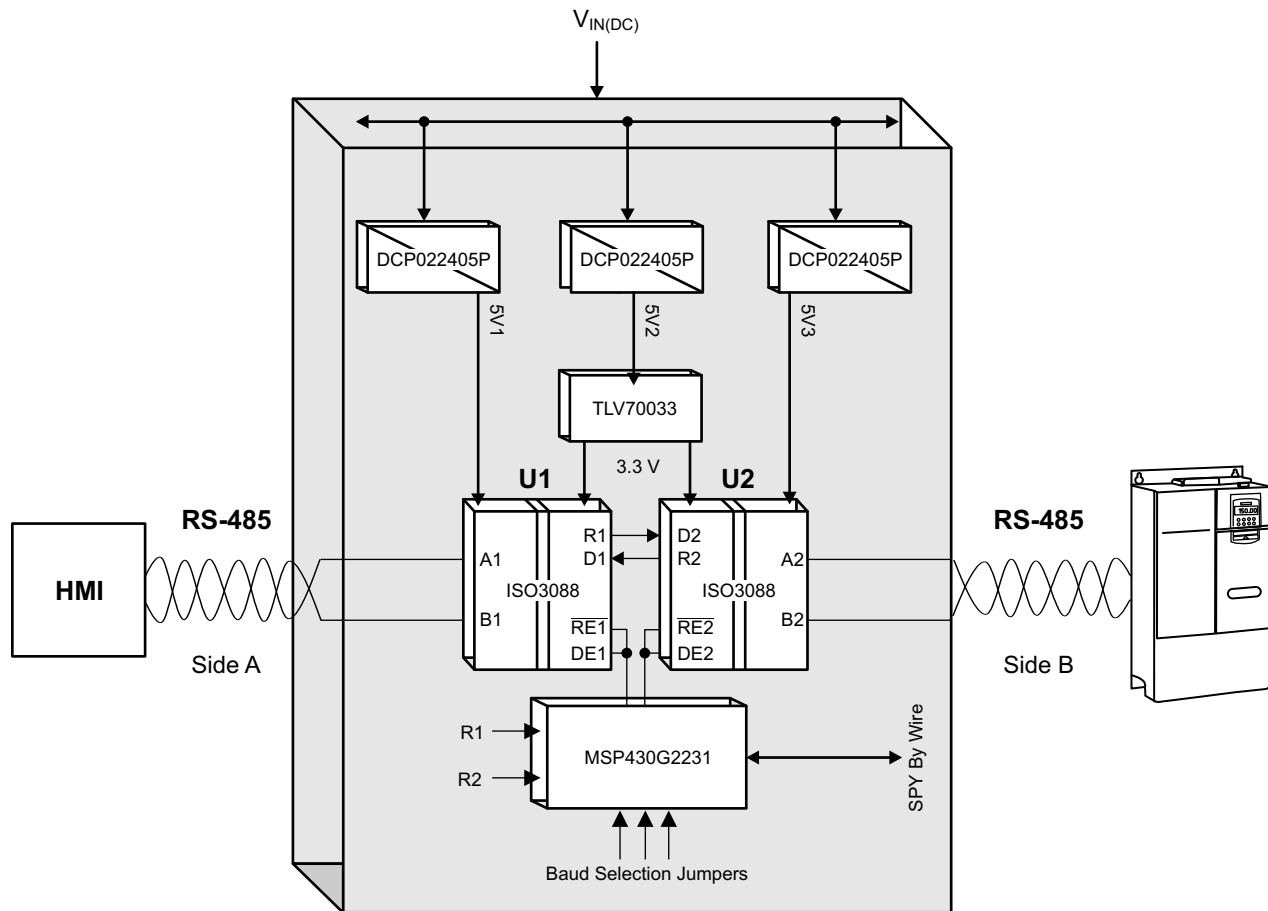 VIN(DC)
DCP022405P
DCP022405P
DCP022405P
5V1
5V2
5V3
TLV70033
3.3 V
U1
U2
RS-485
RS-485
HMI
Side A
Side B
A1
B1
R1
D1
ISO3088
RE1
DE1
D2
R2
ISO3088
RE2
DE2
A2
B2
150.00
R1
R2
MSP430G2231
SPY By Wire
Baud Selection Jumpers